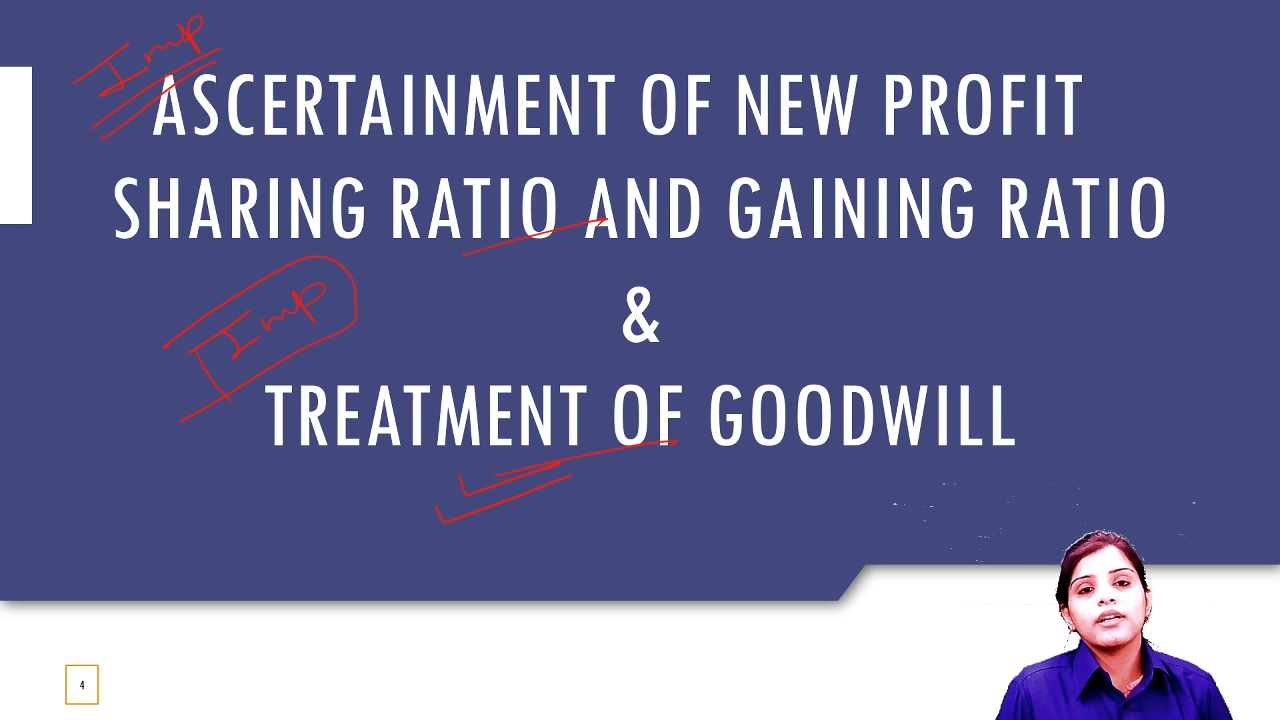 Imp
ASCERTAINMENT OF NEW PROFIT
SHARING RATIO AND GAINING RATIO
&
Imp
TREATMENT OF GOODWILL
4